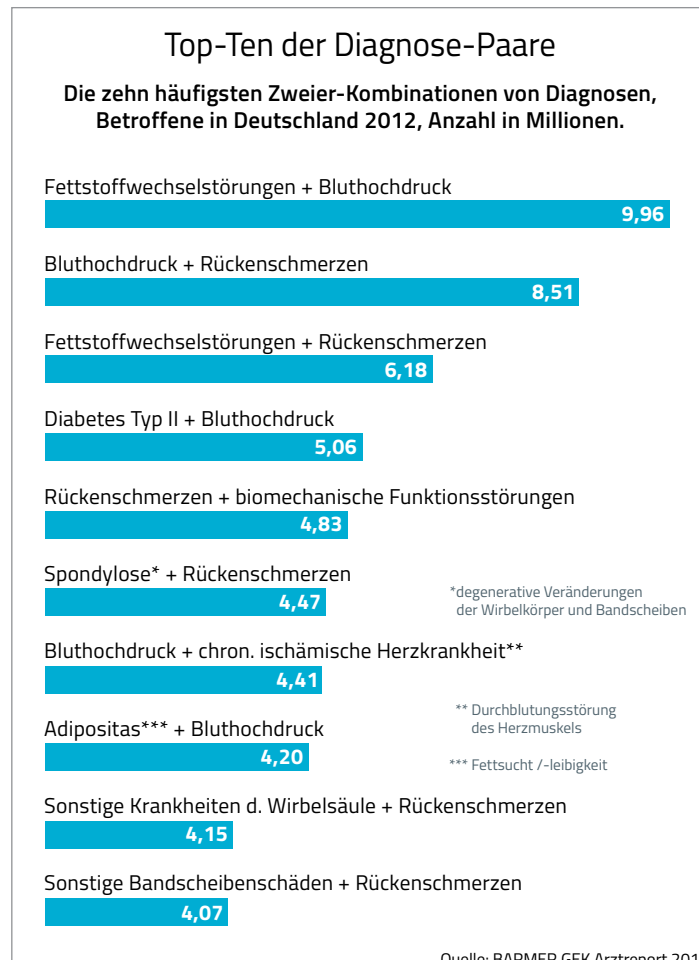 Top-Ten der Diagnose-Paare
Die zehn häufigsten Zweier-Kombinationen von Diagnosen,
Betroffene in Deutschland 2012, Anzahl in Millionen.
Fettstoffwechselstörungen + Bluthochdruck
9,96
Bluthochdruck + Rückenschmerzen
8,51
Fettstoffwechselstörungen + Rückenschmerzen
6,18
Diabetes Typ II + Bluthochdruck
5,06
Rückenschmerzen + biomechanische Funktionsstörungen
4,83
Spondylose* + Rückenschmerzen
4,47
*degenerative Veränderungen
der Wirbelkörper und Bandscheiben
Bluthochdruck + chron. ischämische Herzkrankheit**
4,41
** Durchblutungsstörung
des Herzmuskels
Adipositas*** + Bluthochdruck
4,20
*** Fettsucht /-leibigkeit
Sonstige Krankheiten d. Wirbelsäule + Rückenschmerzen
4,15
Sonstige Bandscheibenschäden + Rückenschmerzen
4,07
Quelle: BARMER GEK Arztreport